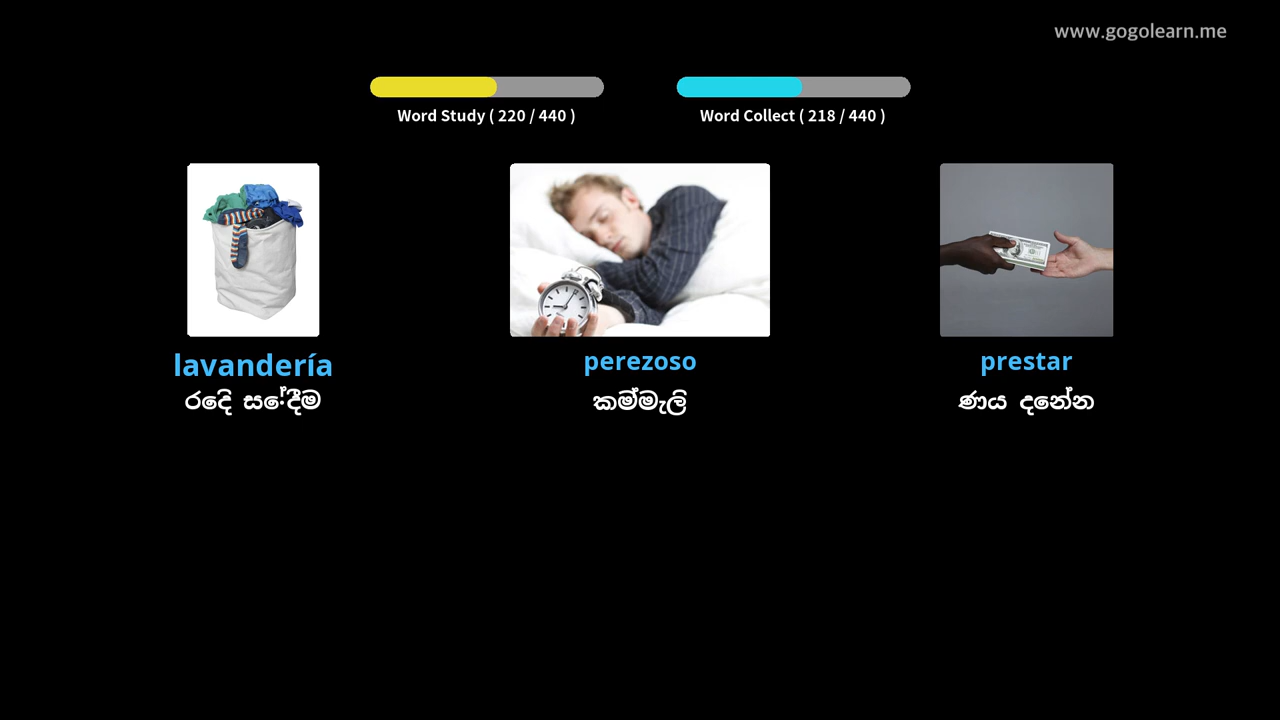 www.gogolearn.me
Word Study ( 220 / 440 )
Word Collect ( 218 / 440 )
lavandería
perezoso
prestar
රෙදි සේදීම
කම්මැලි
ණය දෙන්න